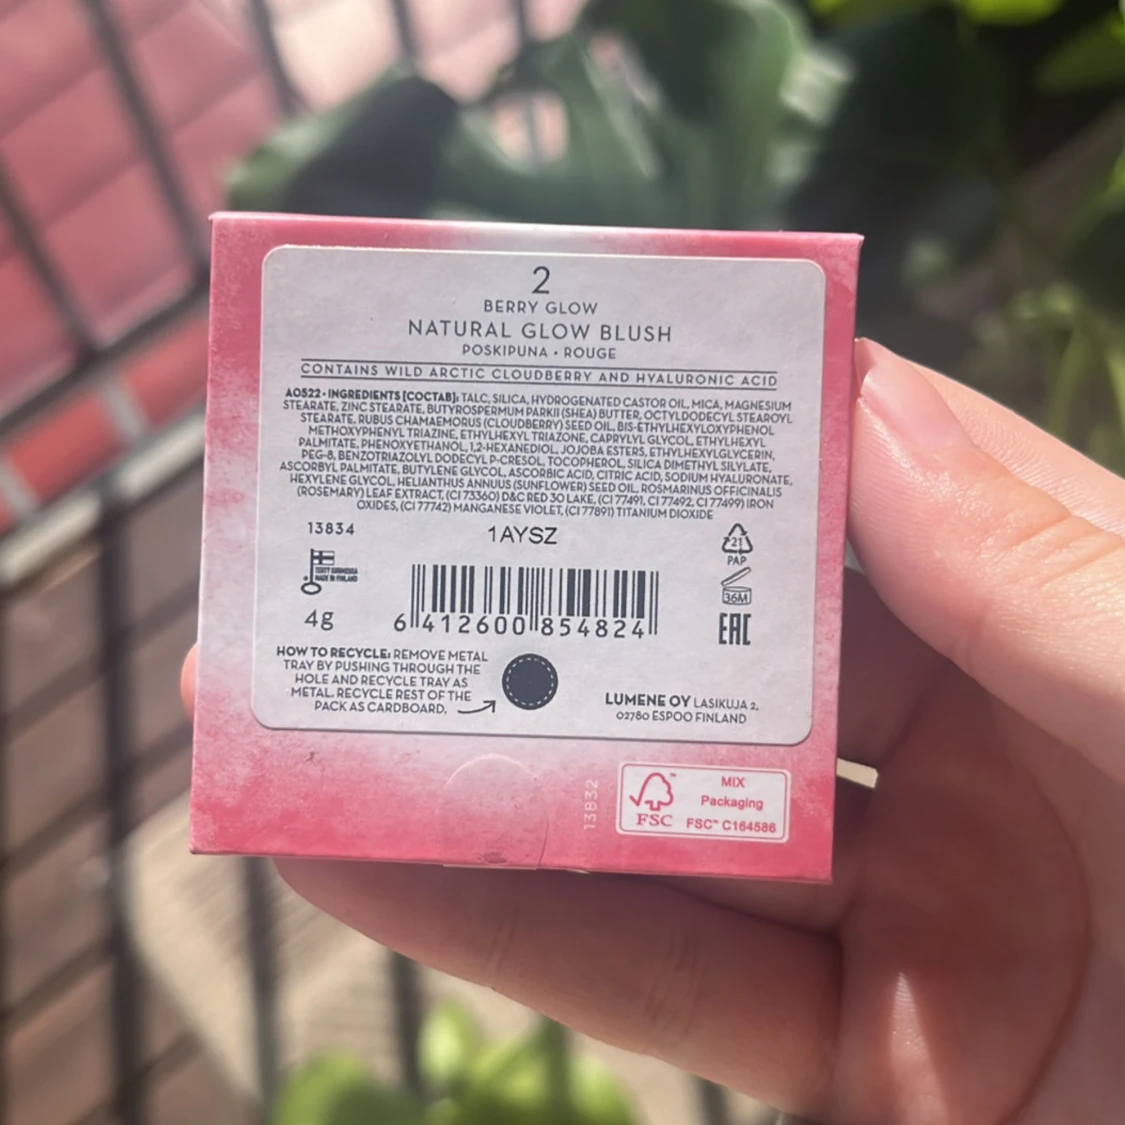 2
BERRY GLOW
NATURAL GLOW BLUSH
POSKIPUNA • ROUGE
CONTAINS WILD ARCTIC CLOUDBERRY AND HYALURONIC ACID
A0522 • INGREDIENTS [СОСТАВ]: TALC, SILICA, HYDROGENATED CASTOR OIL, MICA, MAGNESIUM
STEARATE, ZINC STEARATE, BUTYROSPERMUM PARKII (SHEA) BUTTER, OCTYLDODECYL STEAROYL
STEARATE, RUBUS CHAMAEMORUS (CLOUDBERRY) SEED OIL, BIS-ETHYLHEXYLOXYPHENOL
METHOXYPHENYL TRIAZINE, ETHYLHEXYL TRIAZONE, CAPRYLYL GLYCOL, ETHYLHEXYL
PALMITATE, PHENOXYETHANOL, 1,2-HEXANEDIOL, JOJOBA ESTERS, ETHYLHEXYLGLYCERIN,
PEG-8, BENZOTRIAZOLYL DODECYL P-CRESOL, TOCOPHEROL, SILICA DIMETHYL SILYLATE,
ASCORBYL PALMITATE, BUTYLENE GLYCOL, ASCORBIC ACID, CITRIC ACID, SODIUM HYALURONATE,
HEXYLENE GLYCOL, HELIANTHUS ANNUUS (SUNFLOWER) SEED OIL, ROSMARINUS OFFICINALIS
(ROSEMARY) LEAF EXTRACT, (CI 73360) D&C RED 30 LAKE, (CI 77491, CI 77492, CI 77499) IRON
OXIDES, (CI 77742) MANGANESE VIOLET, (CI 77891) TITANIUM DIOXIDE
13834
1AYSZ
21
PAP
MADE IN FINLAND
36M
4g
6 412600 854824
EAC
HOW TO RECYCLE: REMOVE METAL
TRAY BY PUSHING THROUGH THE
HOLE AND RECYCLE TRAY AS
METAL. RECYCLE REST OF THE
PACK AS CARDBOARD.
LUMENE OY LASIKUJA 2,
02780 ESPOO FINLAND
13832
FSC™
MIX
Packaging
FSC™ C164586